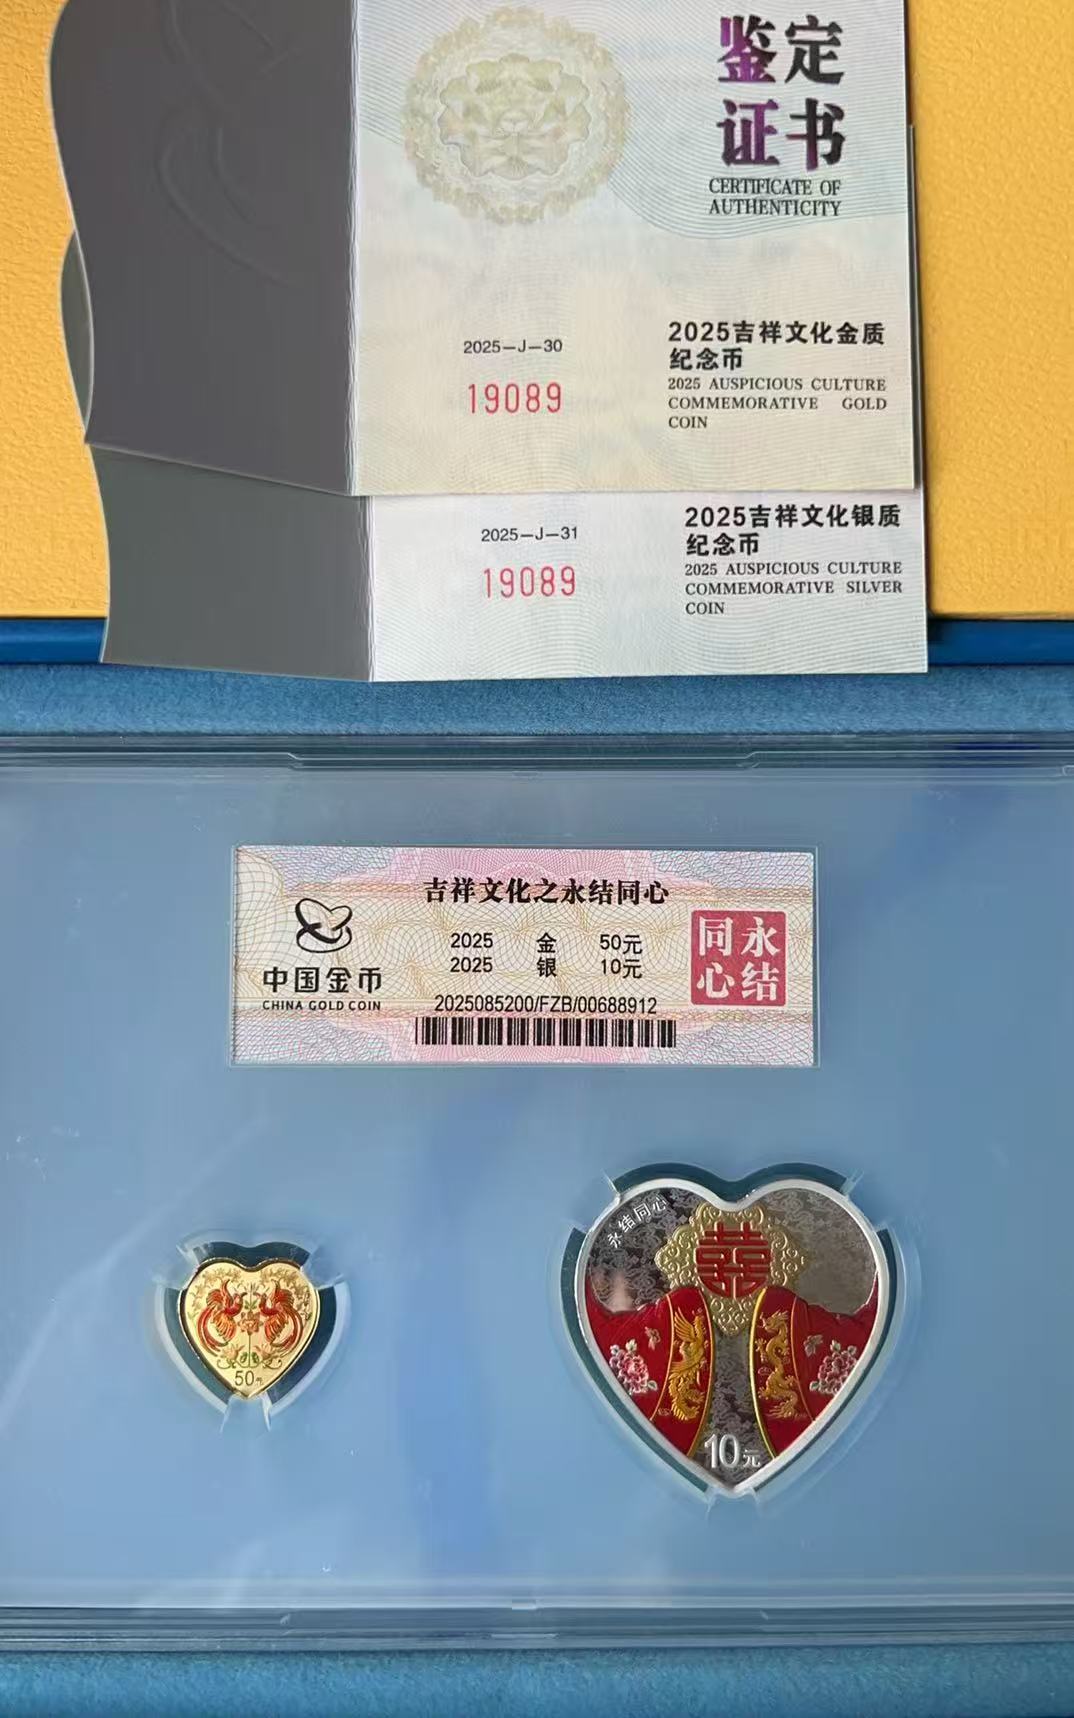 鉴定
证书
CERTIFICATE OF
AUTHENTICITY
2025-J-30
19089
2025吉祥文化金质
纪念币
2025 AUSPICIOUS CULTURE
COMMEMORATIVE GOLD
COIN
2025-J-31
19089
2025吉祥文化银质
纪念币
2025 AUSPICIOUS CULTURE
COMMEMORATIVE SILVER
COIN
吉祥文化之永结同心
中国金币
CHINA GOLD COIN
2025 金 50元
2025 银 10元
2025085200/FZB/00688912
永结
同心
50元
永结同心
囍
10元